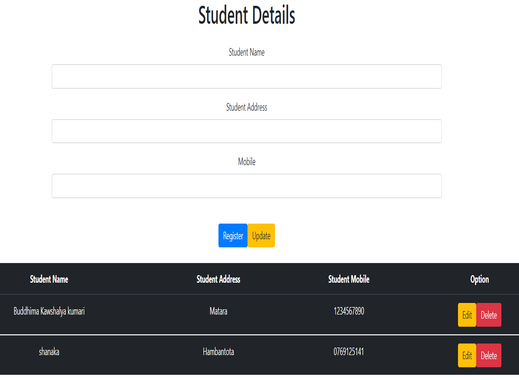 Student Details
Student Name
Student Address
Mobile
Register Update
Student Name Student Address Student Mobile Option
Buddhima Kawshalya kumari Matara 1234567890 Edit Delete
shanaka Hambantota 0769125141 Edit Delete